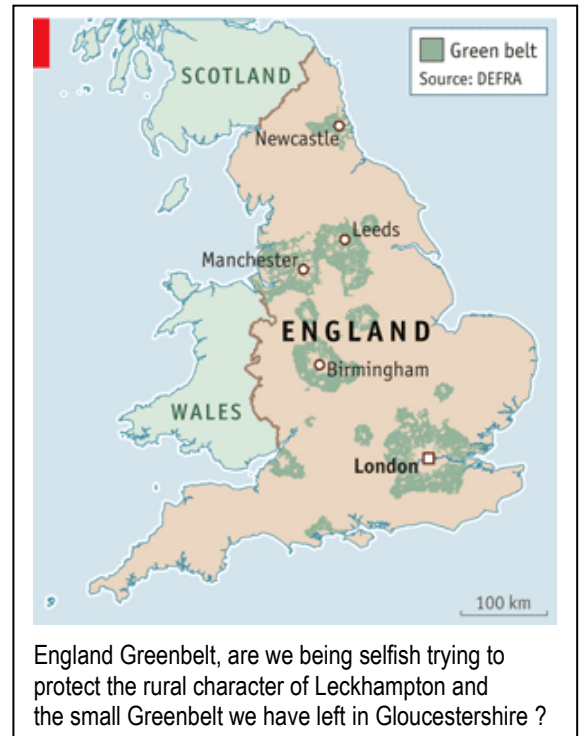 Green belt
Source: DEFRA
SCOTLAND
Newcastle
Leeds
Manchester
ENGLAND
Birmingham
WALES
London
100 km
England Greenbelt, are we being selfish trying to
protect the rural character of Leckhampton and
the small Greenbelt we have left in Gloucestershire ?